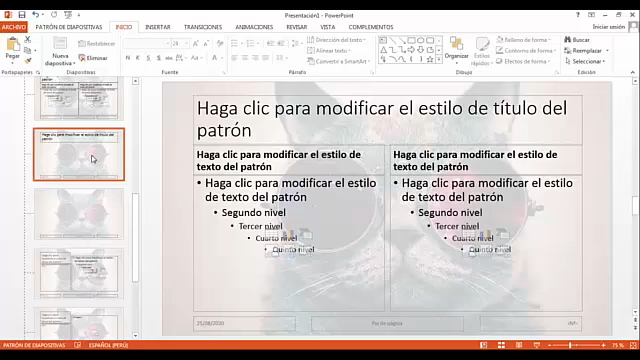 Presentación1 - PowerPoint
ARCHIVO PATRÓN DE DIAPOSITIVAS INICIO INSERTAR TRANSICIONES ANIMACIONES REVISAR VISTA COMPLEMENTOS Iniciar sesión
Pegar
Nueva diapositiva
Restablecer
Eliminar
N K S
Dirección del texto
Alinear texto
Convertir a SmartArt
Organizar
Estilos rápidos
Relleno de forma
Contorno de forma
Efectos de forma
Buscar
Reemplazar
Seleccionar
Portapapeles Diapositivas Fuente Párrafo Dibujo Edición
Haga clic para modificar el estilo de título del
patrón
Haga clic para modificar el estilo de
texto del patrón
Haga clic para modificar el estilo de
texto del patrón
• Haga clic para modificar el estilo
de texto del patrón
• Segundo nivel
• Tercer nivel
• Cuarto nivel
• Quinto nivel
• Haga clic para modificar el estilo
de texto del patrón
• Segundo nivel
• Tercer nivel
• Cuarto nivel
• Quinto nivel
25/08/2020 Pie de página ‹Nº›
PATRÓN DE DIAPOSITIVAS ESPAÑOL (PERÚ) 75 %